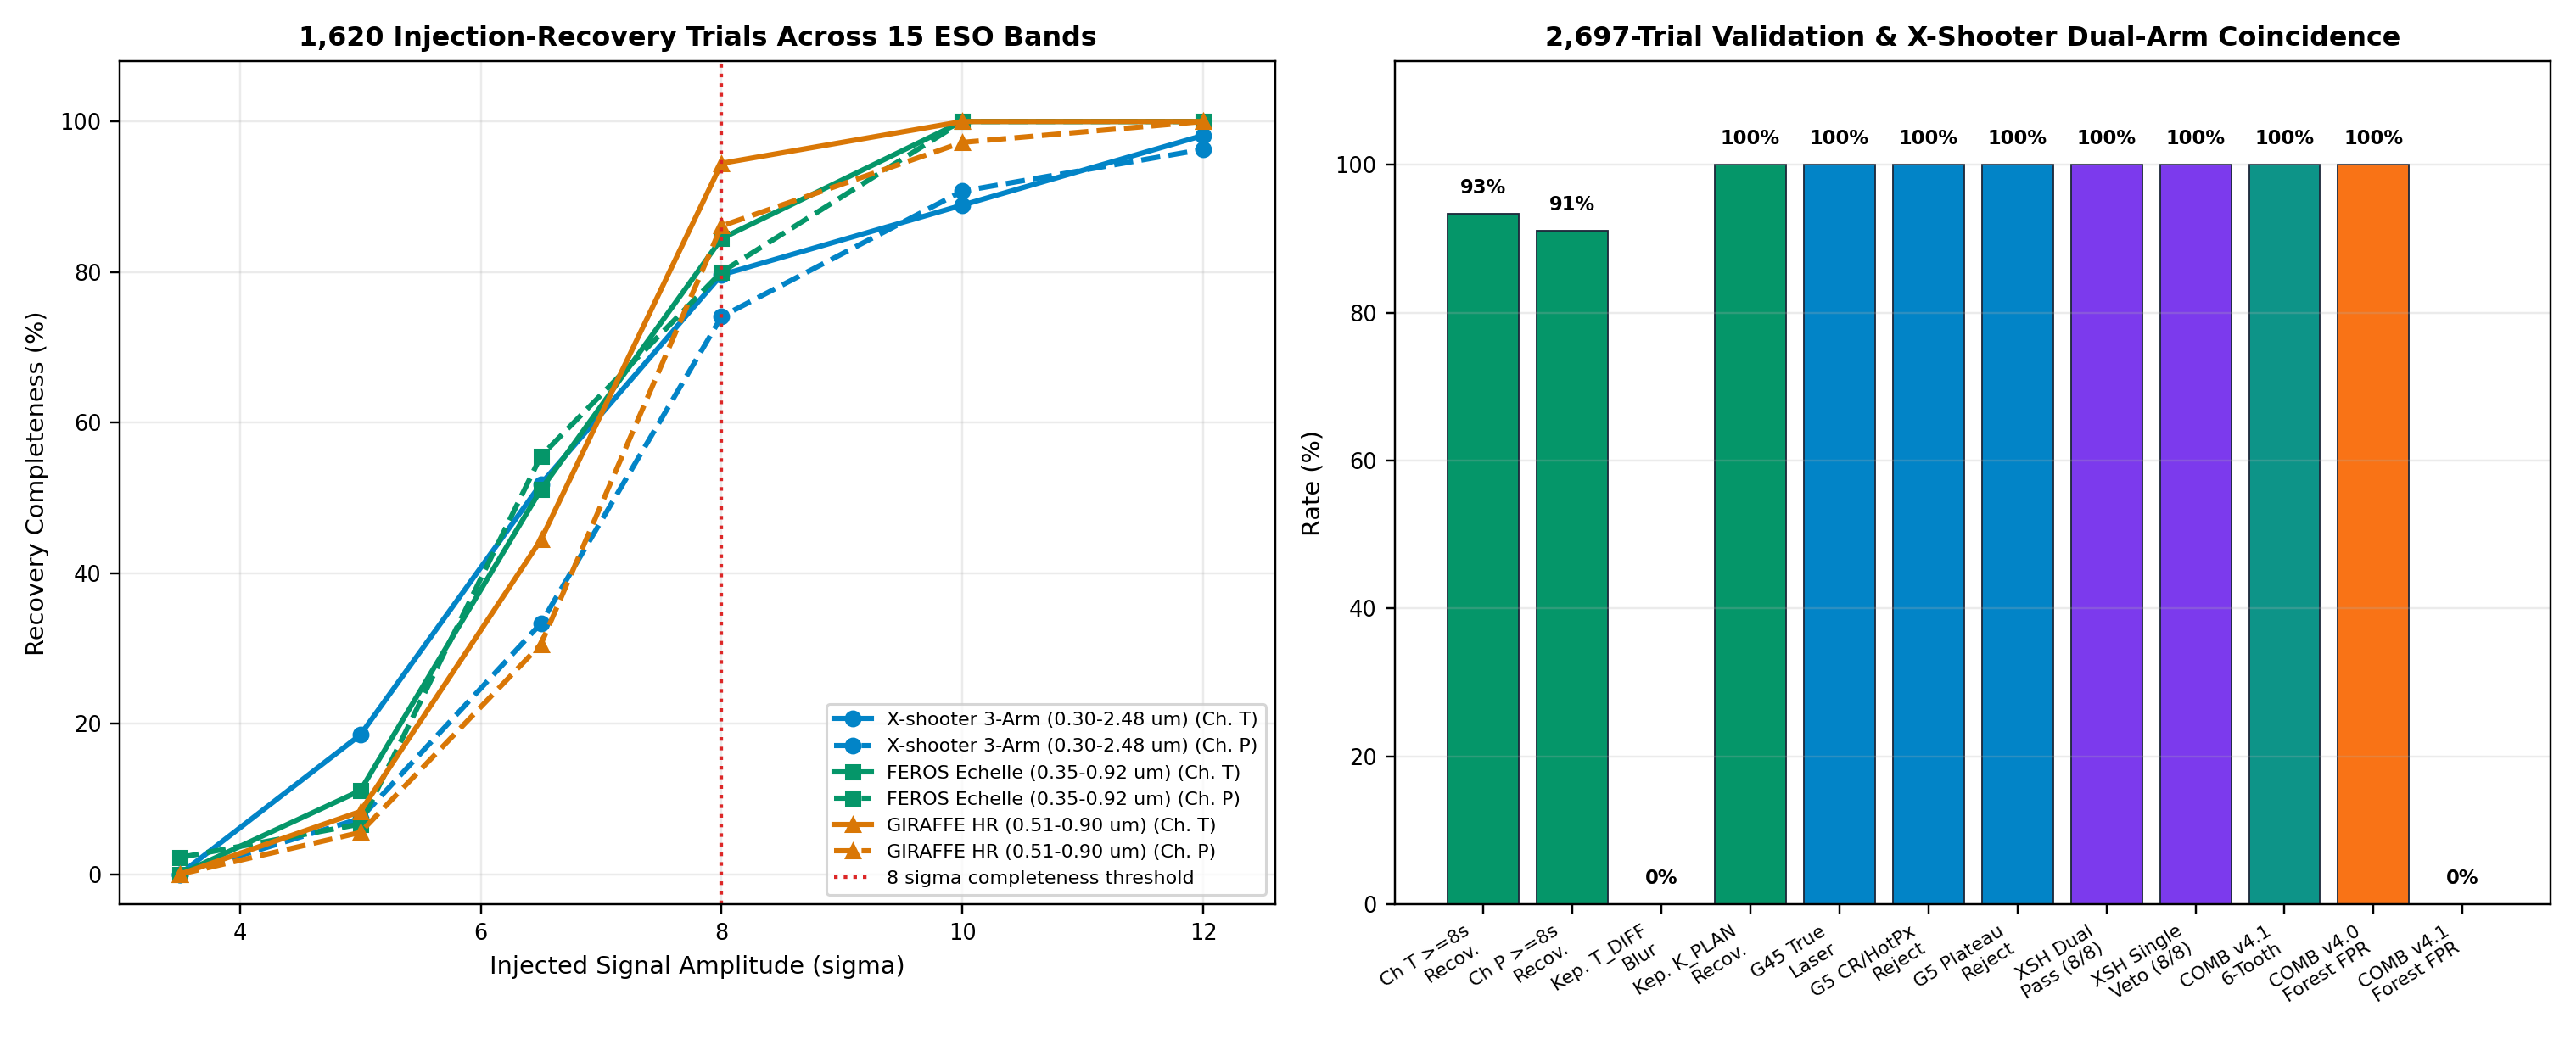 1,620 Injection-Recovery Trials Across 15 ESO Bands
Recovery Completeness (%)
100
80
60
40
20
0
4
6
8
10
12
Injected Signal Amplitude (sigma)
X-shooter 3-Arm (0.30-2.48 um) (Ch. T)
X-shooter 3-Arm (0.30-2.48 um) (Ch. P)
FEROS Echelle (0.35-0.92 um) (Ch. T)
FEROS Echelle (0.35-0.92 um) (Ch. P)
GIRAFFE HR (0.51-0.90 um) (Ch. T)
GIRAFFE HR (0.51-0.90 um) (Ch. P)
8 sigma completeness threshold
2,697-Trial Validation & X-Shooter Dual-Arm Coincidence
Rate (%)
100
80
60
40
20
0
93%
91%
0%
100%
100%
100%
100%
100%
100%
100%
100%
0%
Ch T >=8s
Recov.
Ch P >=8s
Recov.
Kep. T_DIFF
Blur
Kep. K_PLAN
Recov.
G45 True
Laser
G5 CR/HotPx
Reject
G5 Plateau
Reject
XSH Dual
Pass (8/8)
XSH Single
Veto (8/8)
COMB v4.1
6-Tooth
COMB v4.0
Forest FPR
COMB v4.1
Forest FPR